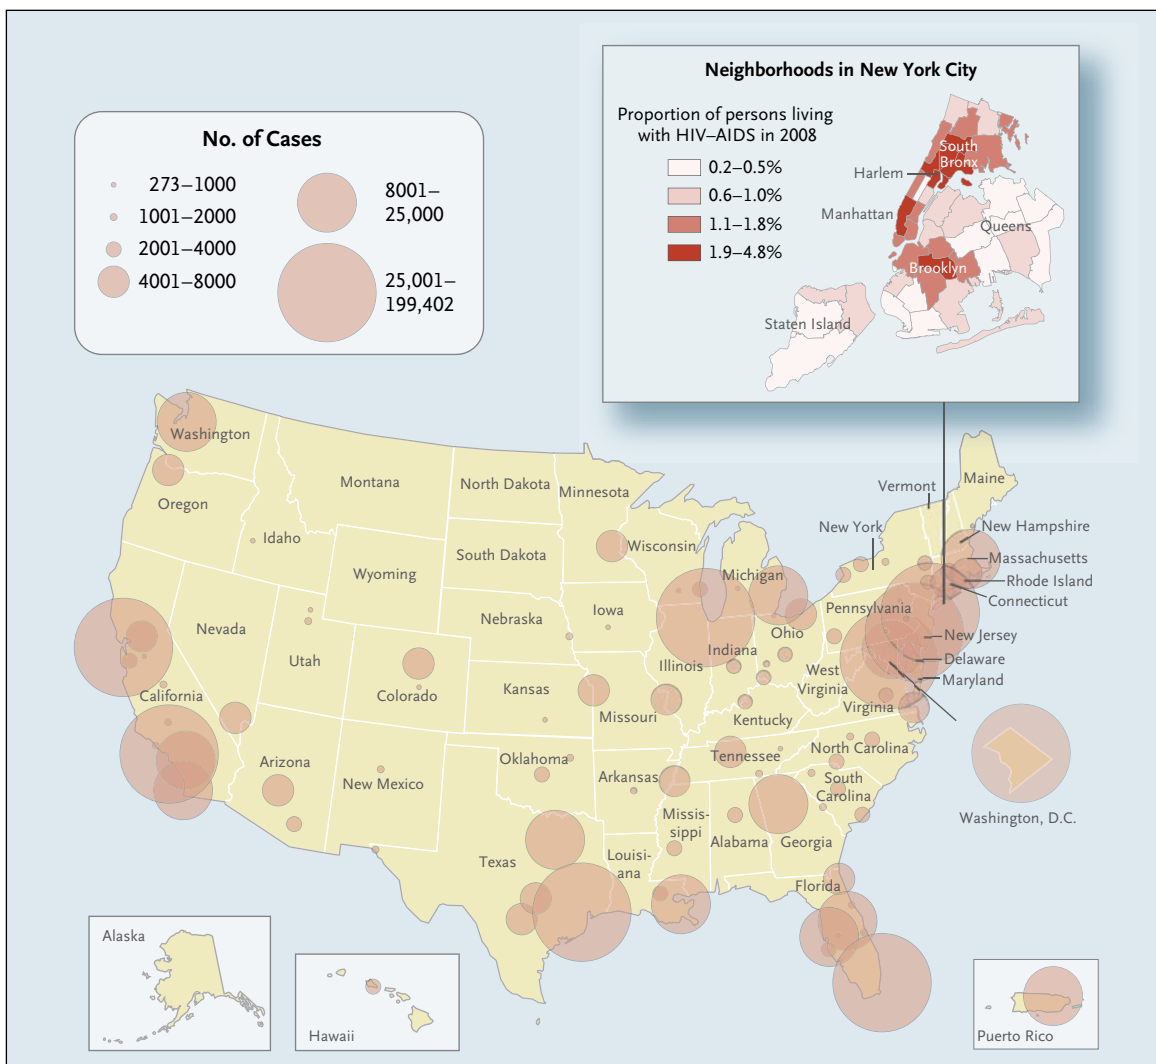 Neighborhoods in New York City
Proportion of persons living
with HIV–AIDS in 2008
0.2–0.5%
0.6–1.0%
1.1–1.8%
1.9–4.8%
South
Bronx
Harlem
Manhattan
Queens
Brooklyn
Staten Island
No. of Cases
273–1000
1001–2000
2001–4000
4001–8000
8001–
25,000
25,001–
199,402
Washington
Oregon
Idaho
Montana
North Dakota
Minnesota
South Dakota
Wisconsin
Michigan
Wyoming
Nebraska
Iowa
Nevada
Utah
Colorado
California
Kansas
Missouri
Illinois
Indiana
Ohio
Kentucky
West
Virginia
Virginia
Pennsylvania
New York
Vermont
Maine
New Hampshire
Massachusetts
Rhode Island
Connecticut
New Jersey
Delaware
Maryland
Washington, D.C.
Arizona
New Mexico
Oklahoma
Arkansas
Tennessee
North Carolina
South
Carolina
Missis-
sippi
Alabama
Georgia
Texas
Louisi-
ana
Florida
Alaska
Hawaii
Puerto Rico